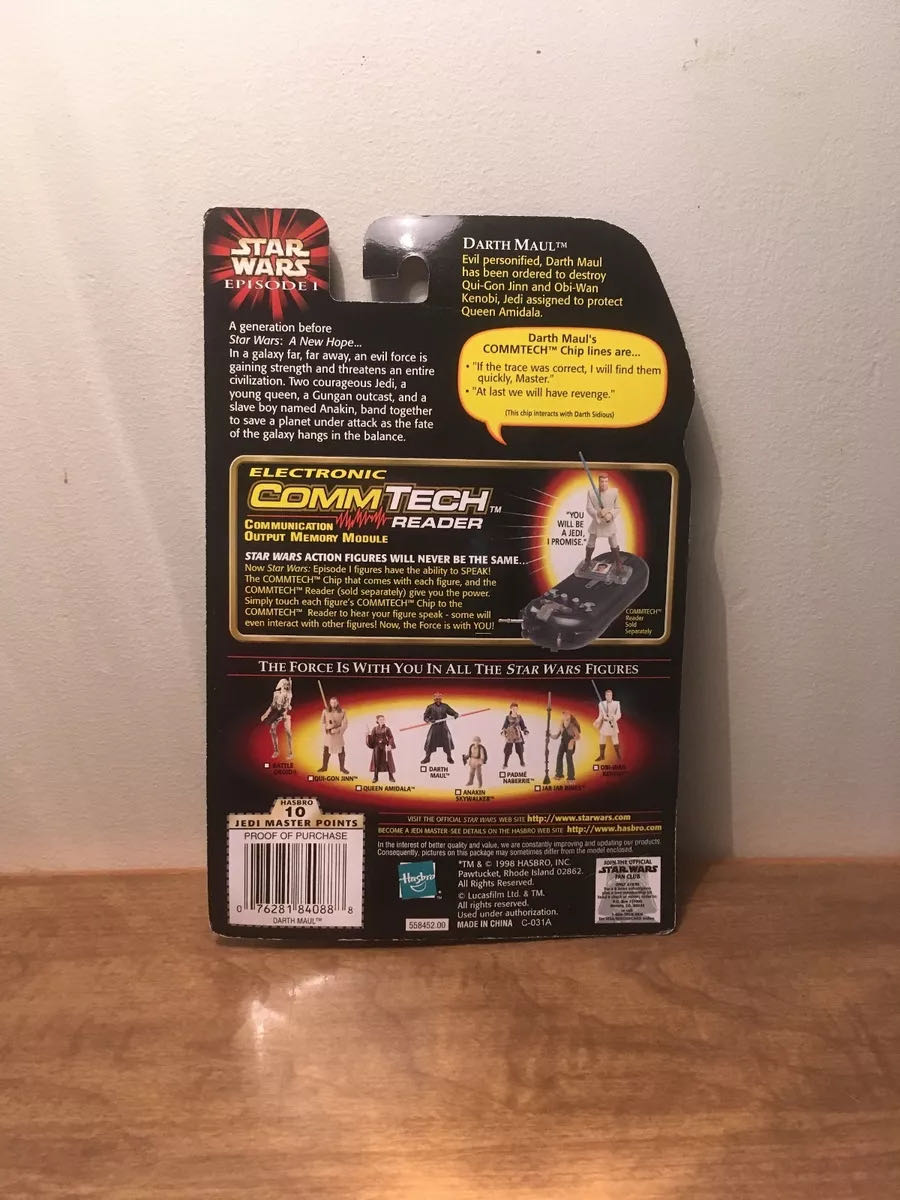 STAR
WARS
EPISODE I
DARTH MAUL™
Evil personified, Darth Maul
has been ordered to destroy
Qui-Gon Jinn and Obi-Wan
Kenobi, Jedi assigned to protect
Queen Amidala.
A generation before
Star Wars: A New Hope...
In a galaxy far, far away, an evil force is
gaining strength and threatens an entire
civilization. Two courageous Jedi, a
young queen, a Gungan outcast, and a
slave boy named Anakin, band together
to save a planet under attack as the fate
of the galaxy hangs in the balance.
Darth Maul's
COMMTECH™ Chip lines are...
• "If the trace was correct, I will find them
quickly, Master."
• "At last we will have revenge."
(This chip interacts with Darth Sidious)
ELECTRONIC
COMMTECH™
READER
COMMUNICATION
OUTPUT MEMORY MODULE
STAR WARS ACTION FIGURES WILL NEVER BE THE SAME...
Now Star Wars: Episode I figures have the ability to SPEAK!
The COMMTECH™ Chip that comes with each figure, and the
COMMTECH™ Reader (sold separately) give you the power.
Simply touch each figure's COMMTECH™ Chip to the
COMMTECH™ Reader to hear your figure speak - some will
even interact with other figures! Now, the Force is with YOU!
"YOU
WILL BE
A JEDI,
I PROMISE."
COMMTECH™
Reader
Sold
Separately
THE FORCE IS WITH YOU IN ALL THE STAR WARS FIGURES
BATTLE
DROID™
QUI-GON JINN™
QUEEN AMIDALA™
DARTH
MAUL™
ANAKIN
SKYWALKER™
PADMÉ
NABERRIE™
JAR JAR BINKS™
OBI-WAN
KENOBI™
HASBRO
10
JEDI MASTER POINTS
PROOF OF PURCHASE
0 76281 84088 8
DARTH MAUL™
VISIT THE OFFICIAL STAR WARS WEB SITE http://www.starwars.com
BECOME A JEDI MASTER-SEE DETAILS ON THE HASBRO WEB SITE http://www.hasbro.com
In the interest of better quality and value, we are constantly improving and updating our products.
Consequently, pictures on this package may sometimes differ from the model enclosed.
Hasbro
™
558452.00
*TM & © 1998 HASBRO, INC.
Pawtucket, Rhode Island 02862.
All Rights Reserved.
© Lucasfilm Ltd. & TM.
All rights reserved.
Used under authorization.
MADE IN CHINA C-031A
JOIN THE OFFICIAL
STAR WARS
FAN CLUB